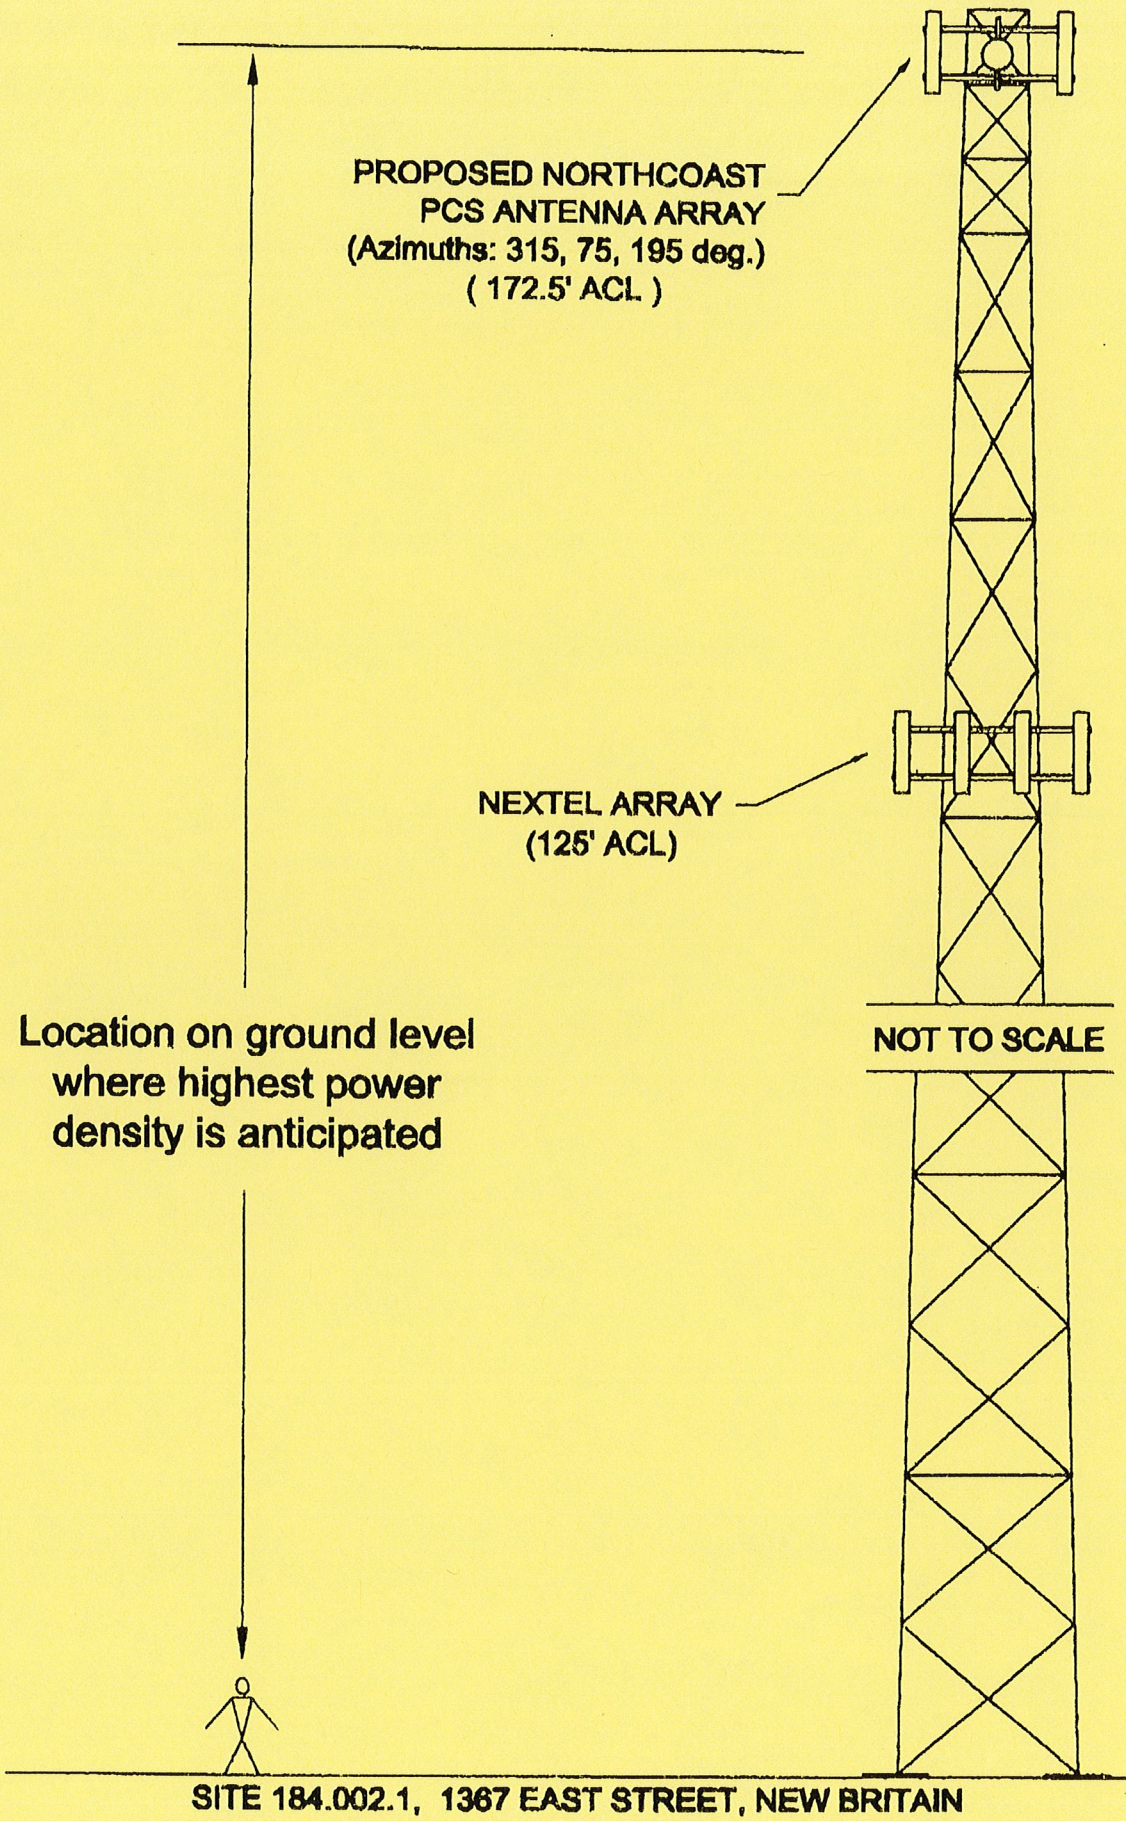 PROPOSED NORTHCOAST
PCS ANTENNA ARRAY
(Azimuths: 315, 75, 195 deg.)
( 172.5' ACL )
NEXTEL ARRAY
(125' ACL)
Location on ground level
where highest power
density is anticipated
NOT TO SCALE
SITE 184.002.1, 1367 EAST STREET, NEW BRITAIN